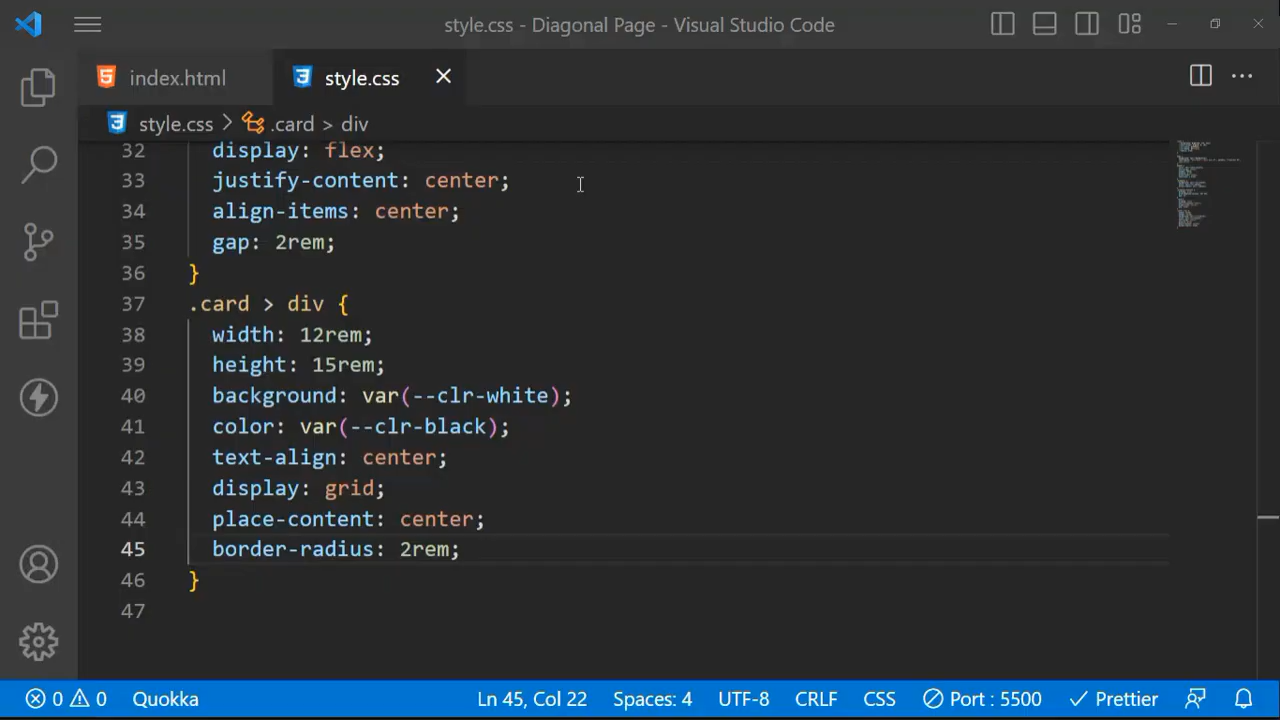 style.css - Diagonal Page - Visual Studio Code
index.html
style.css
style.css > .card > div
32 display: flex;
33 justify-content: center;
34 align-items: center;
35 gap: 2rem;
36 }
37 .card > div {
38 width: 12rem;
39 height: 15rem;
40 background: var(--clr-white);
41 color: var(--clr-black);
42 text-align: center;
43 display: grid;
44 place-content: center;
45 border-radius: 2rem;
46 }
47
0 0 Quokka Ln 45, Col 22 Spaces: 4 UTF-8 CRLF CSS Port : 5500 Prettier